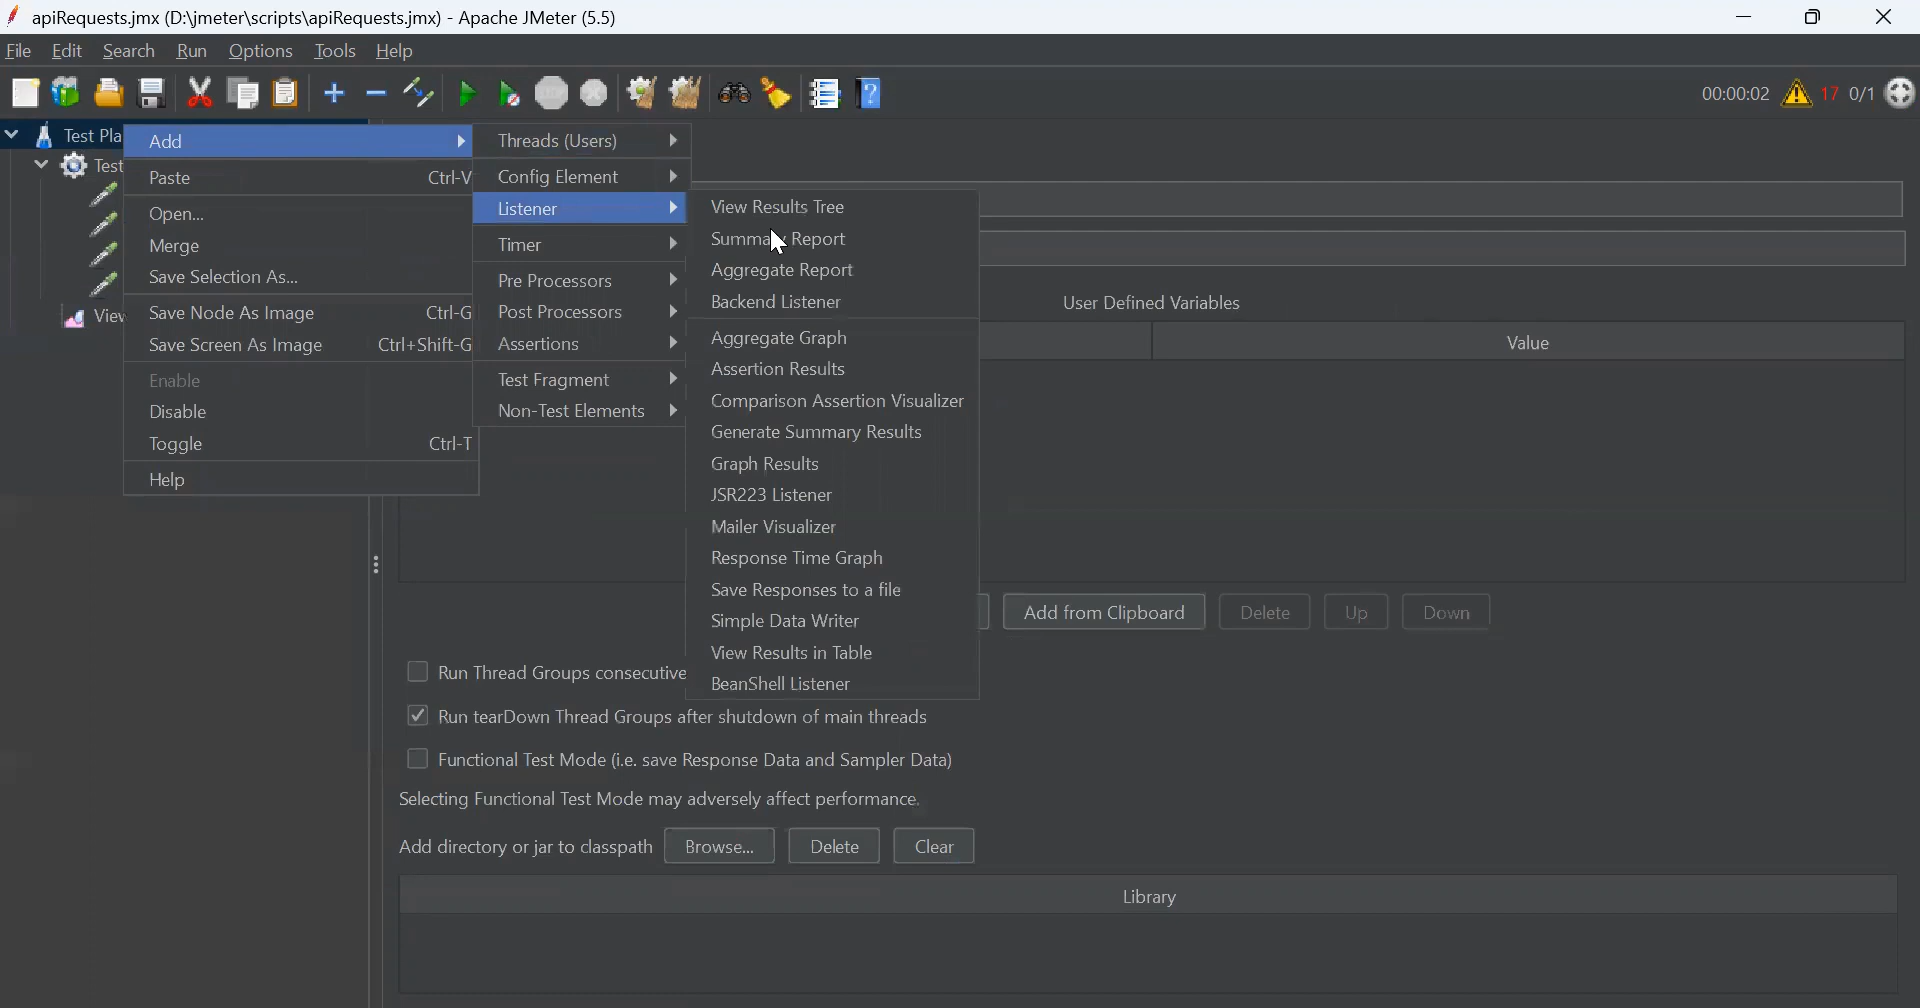 apiRequests.jmx (D:\jmeter\scripts\apiRequests.jmx) - Apache JMeter (5.5)
File Edit Search Run Options Tools Help
00:00:02 17 0/1
Test Pla
Test
View
Add
Paste Ctrl-V
Open...
Merge
Save Selection As...
Save Node As Image Ctrl-G
Save Screen As Image Ctrl+Shift-G
Enable
Disable
Toggle Ctrl-T
Help
Threads (Users)
Config Element
Listener
Timer
Pre Processors
Post Processors
Assertions
Test Fragment
Non-Test Elements
View Results Tree
Summary Report
Aggregate Report
Backend Listener
Aggregate Graph
Assertion Results
Comparison Assertion Visualizer
Generate Summary Results
Graph Results
JSR223 Listener
Mailer Visualizer
Response Time Graph
Save Responses to a file
Simple Data Writer
View Results in Table
BeanShell Listener
User Defined Variables
Value
Add from Clipboard Delete Up Down
Run Thread Groups consecutive
Run tearDown Thread Groups after shutdown of main threads
Functional Test Mode (i.e. save Response Data and Sampler Data)
Selecting Functional Test Mode may adversely affect performance.
Add directory or jar to classpath Browse... Delete Clear
Library